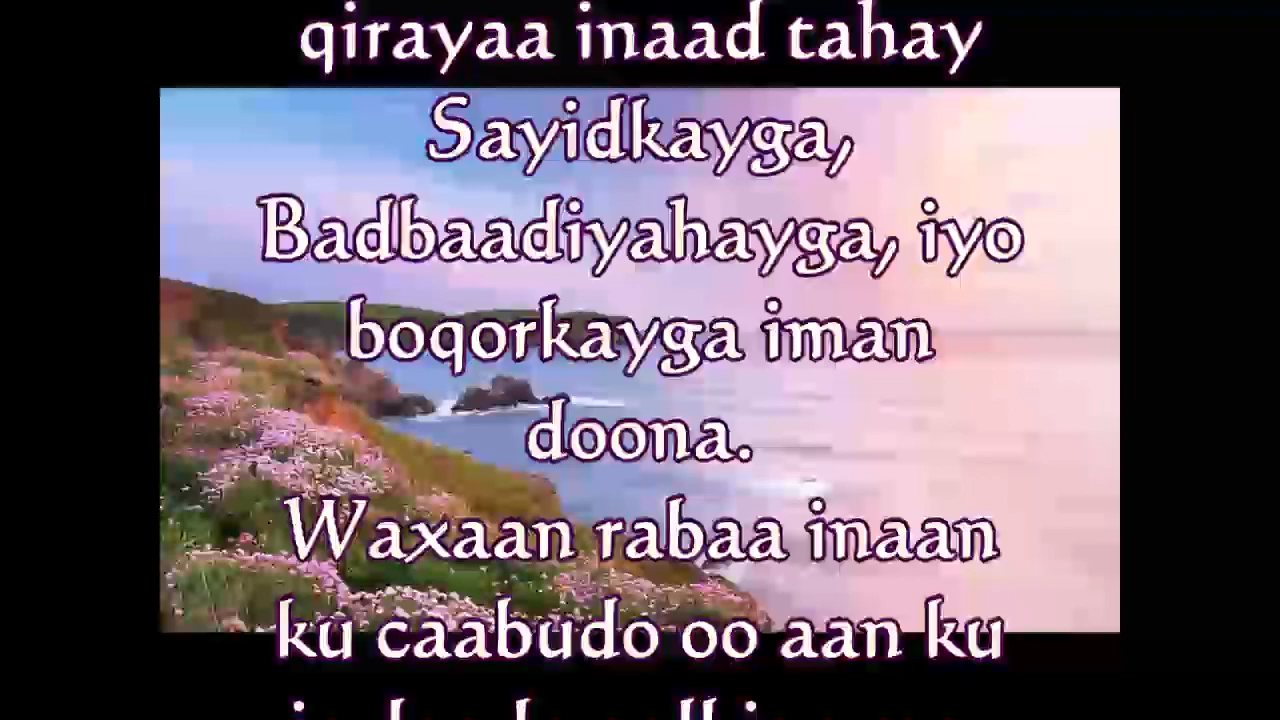 qirayaa inaad tahay
Sayidkayga,
Badbaadiyahayga, iyo
boqorkayga iman
doona.
Waxaan rabaa inaan
ku caabudo oo aan ku